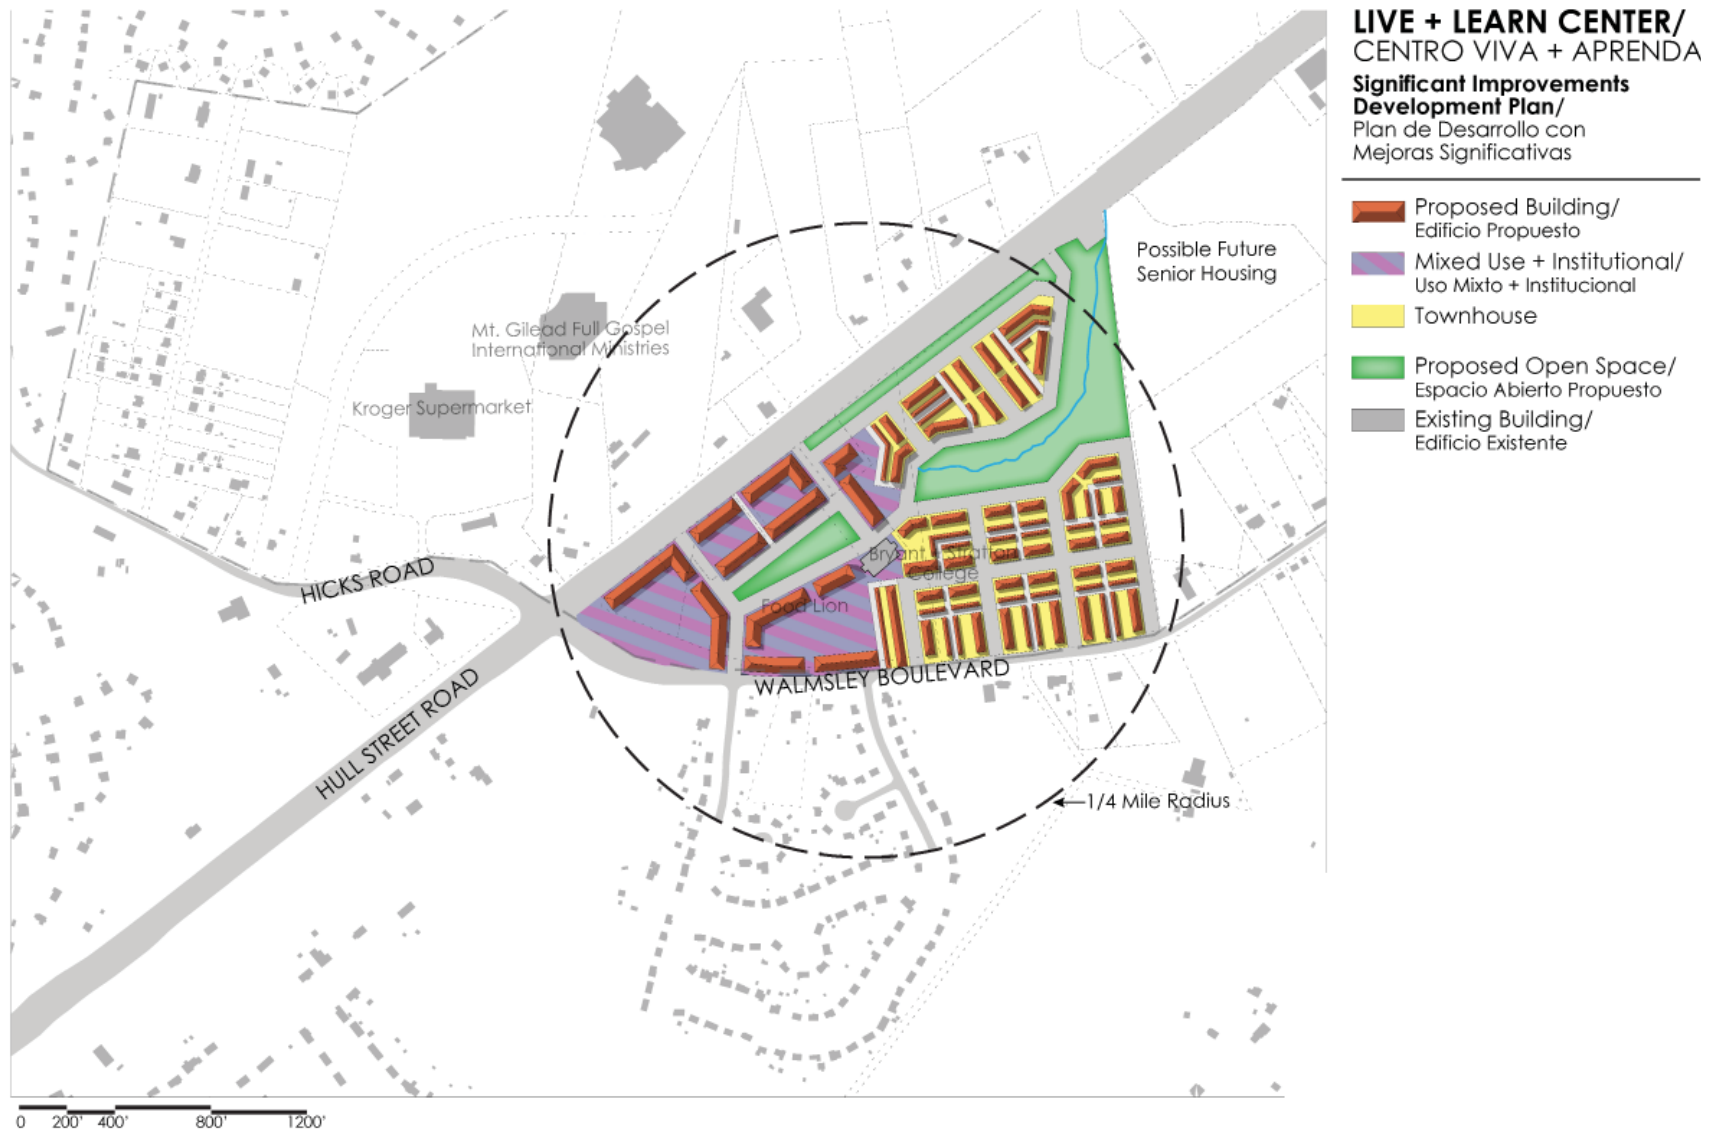 LIVE + LEARN CENTER/
CENTRO VIVA + APRENDA
Significant Improvements
Development Plan/
Plan de Desarrollo con
Mejoras Significativas
Proposed Building/
Edificio Propuesto
Mixed Use + Institutional/
Uso Mixto + Institucional
Townhouse
Proposed Open Space/
Espacio Abierto Propuesto
Existing Building/
Edificio Existente
Possible Future
Senior Housing
Mt. Gilead Full Gospel
International Ministries
Kroger Supermarket
Bryant + Stratton
College
HICKS ROAD
Food Lion
WALMSLEY BOULEVARD
HULL STREET ROAD
1/4 Mile Radius
0 200' 400' 800' 1200'